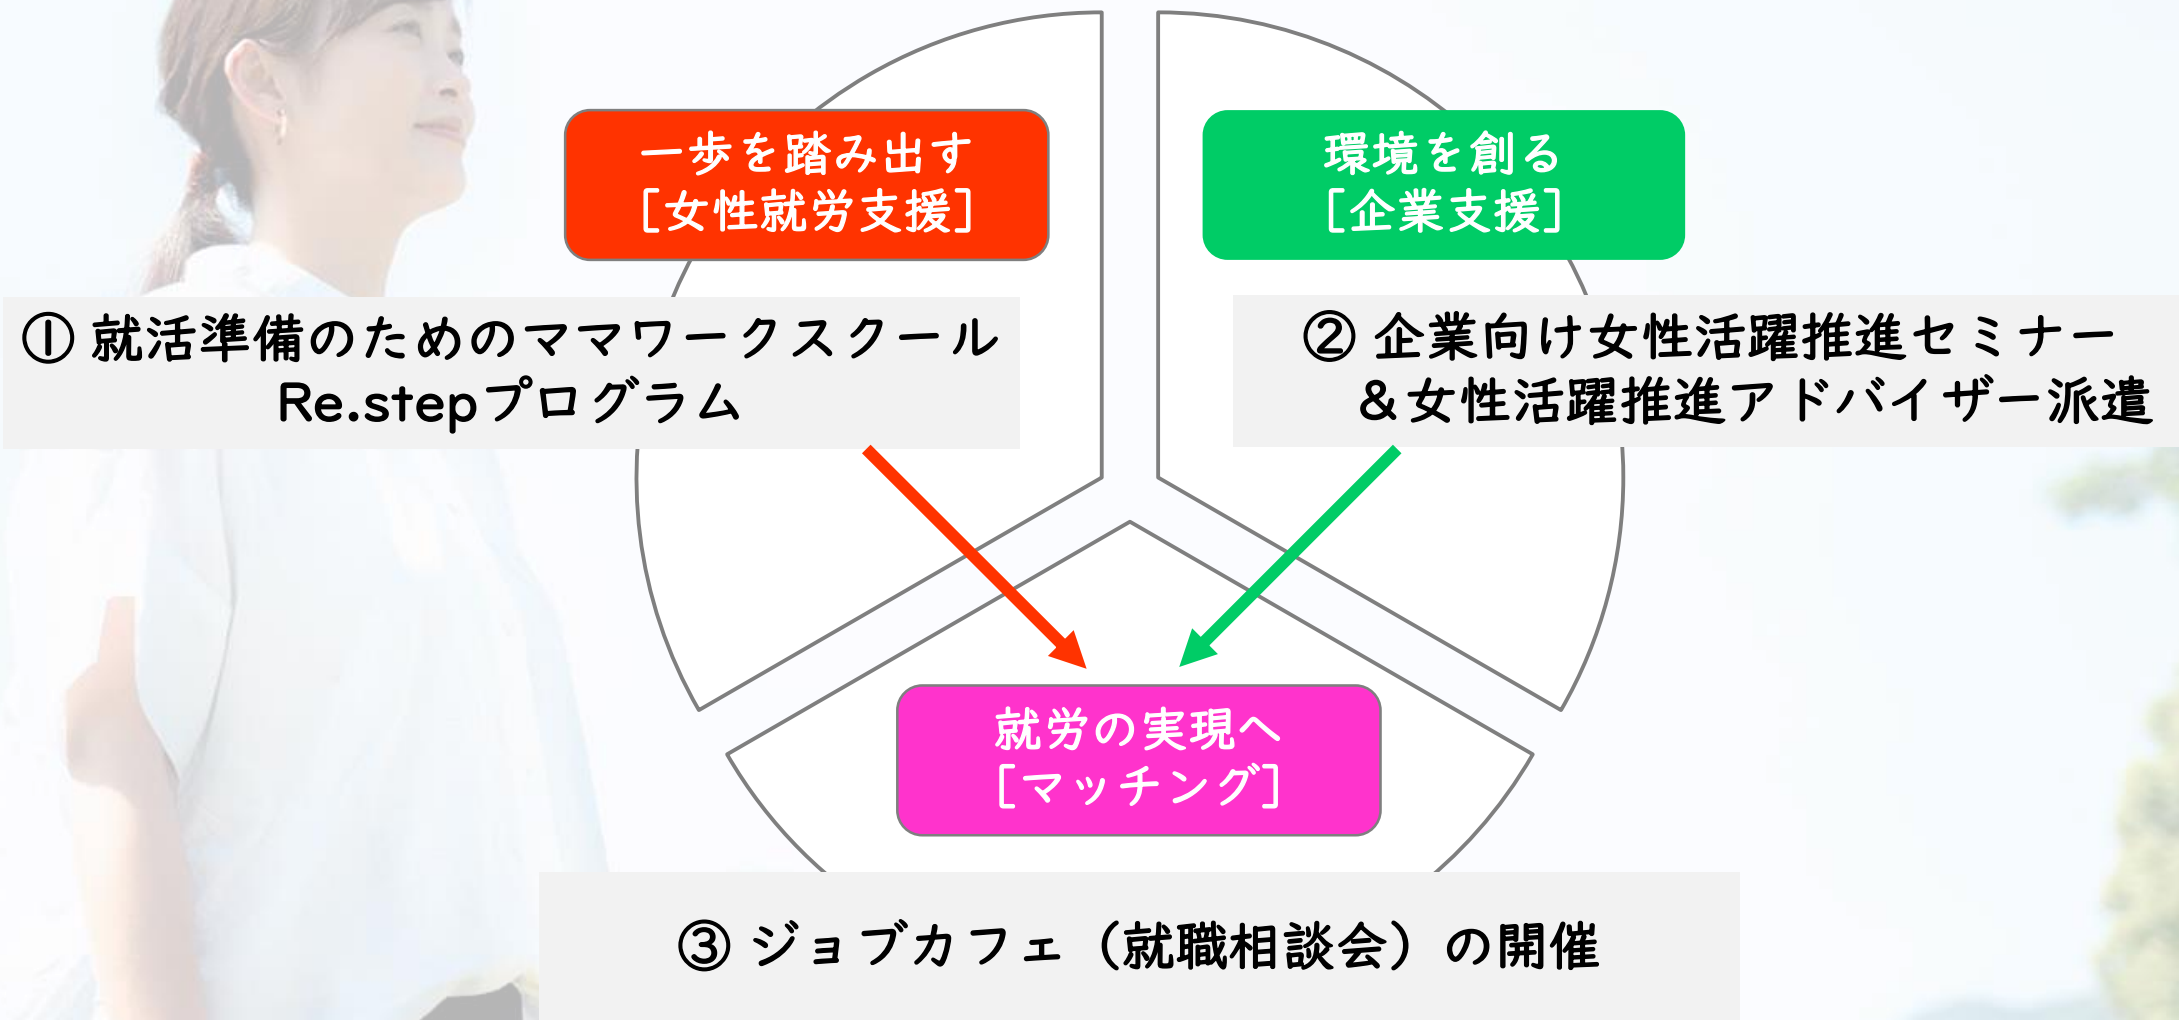 一歩を踏み出す
[女性就労支援]
環境を創る
[企業支援]
① 就活準備のためのママワークスクール
Re.stepプログラム
② 企業向け女性活躍推進セミナー
＆女性活躍推進アドバイザー派遣
就労の実現へ
[マッチング]
③ ジョブカフェ（就職相談会）の開催